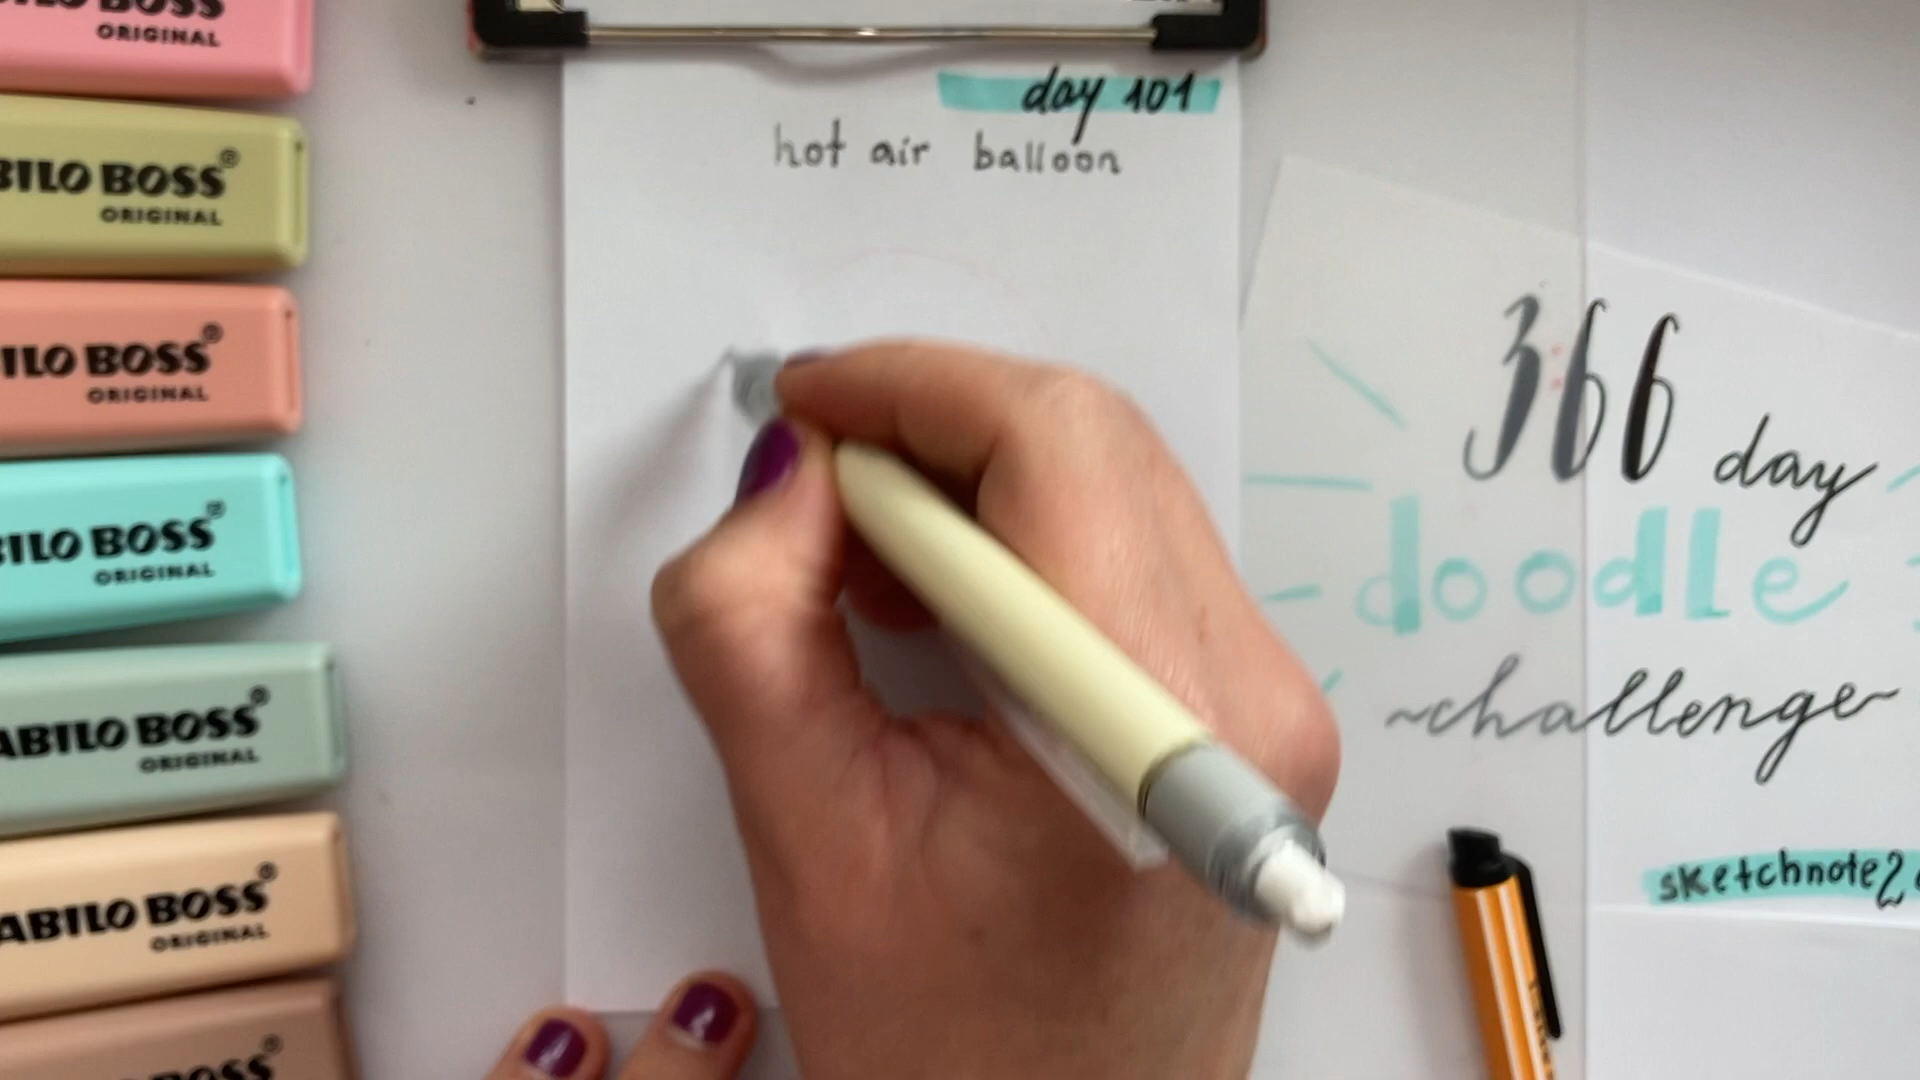 BOSS
ORIGINAL
BILO BOSS®
ORIGINAL
ILO BOSS®
ORIGINAL
BILO BOSS®
ORIGINAL
ABILO BOSS®
ORIGINAL
ABILO BOSS®
ORIGINAL
BOSS®
day 101
hot air balloon
366 day
doodle
~challenge~
sketchnote2